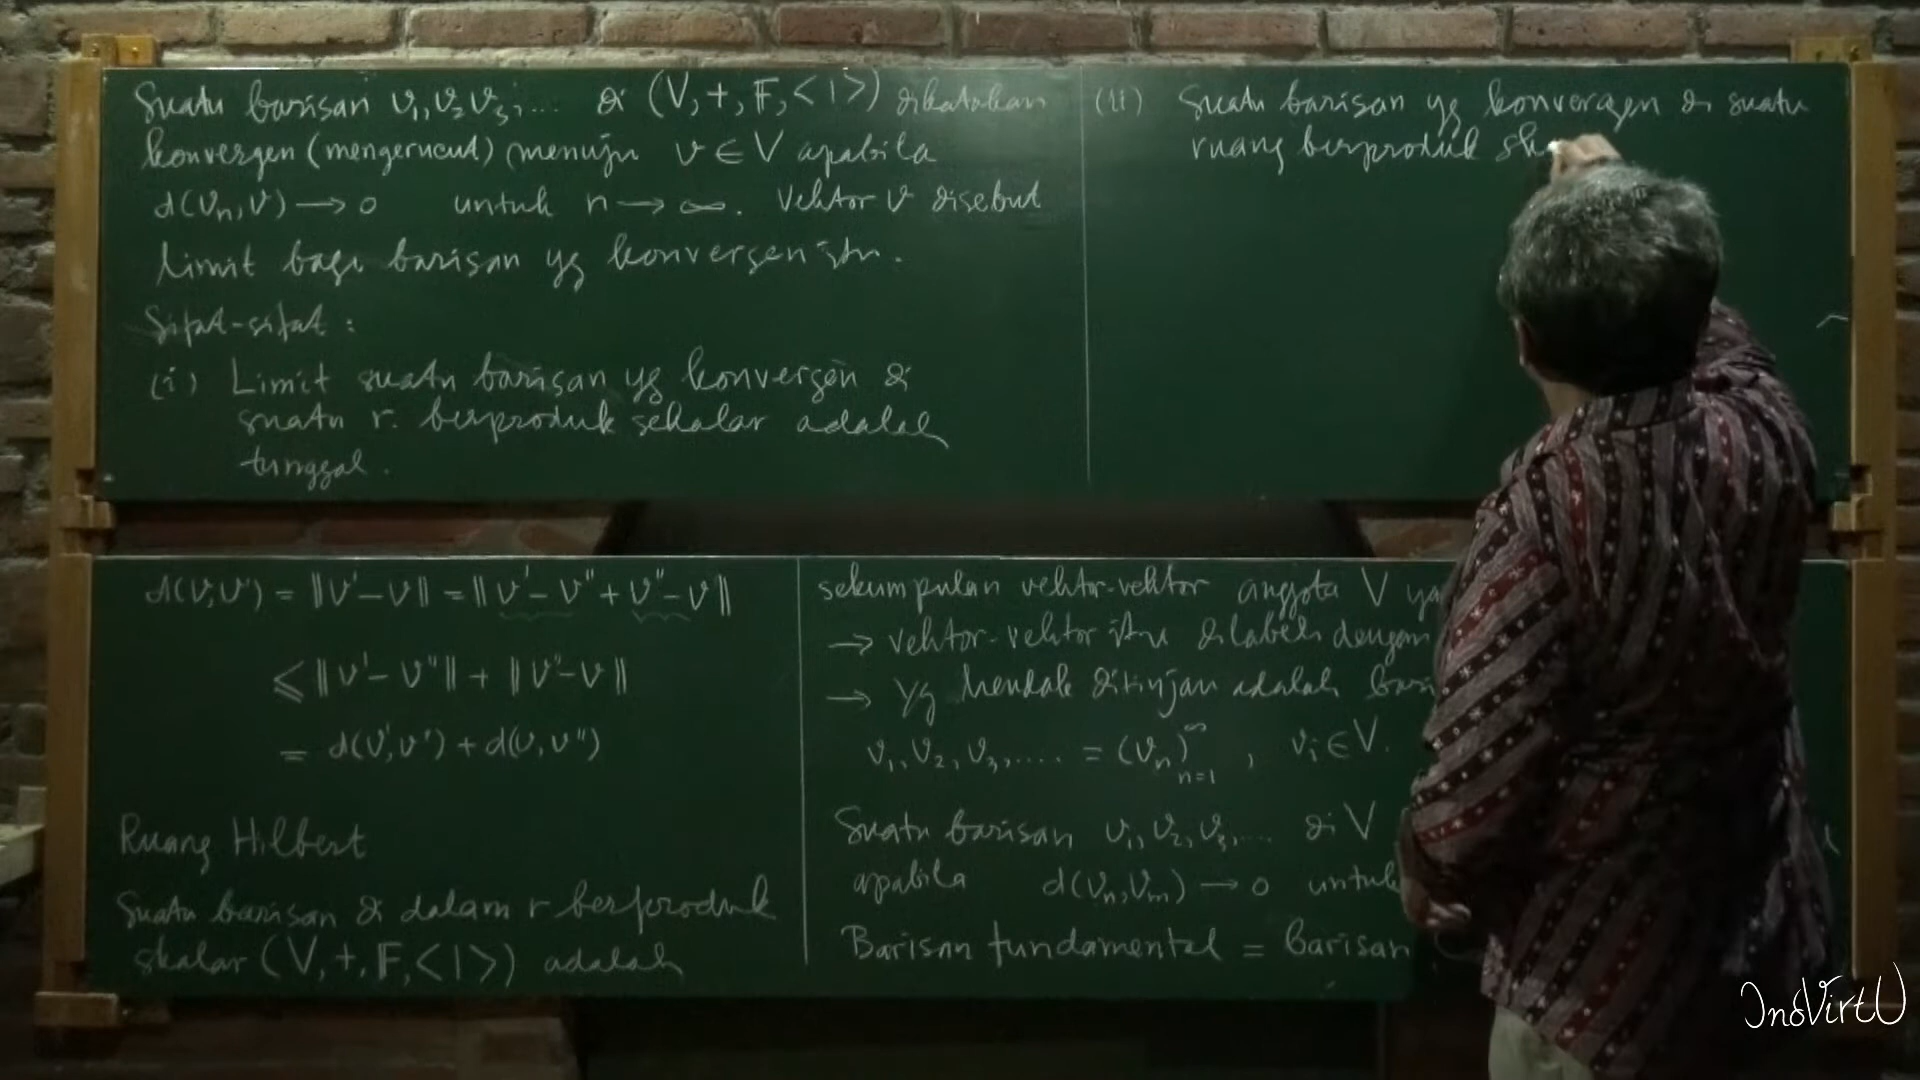 Suatu barisan v₁, v₂ v₃, .... di (V, +, F, <|>) dikatakan
konvergen (mengerucut) menuju v ∈ V apabila
d(vₙ, v) → 0 untuk n → ∞. Vektor v disebut
limit bagi barisan yg konvergen itu.
Sifat-sifat :
(i) Limit suatu barisan yg konvergen di
suatu r. berproduk sekalar adalah
tunggal.
(ii) Suatu barisan yg konvergen di suatu
ruang berproduk sk
d(v, v') = ||v' - v|| = ||v' - v" + v" - v||
≤ ||v' - v"|| + ||v" - v||
= d(v', v") + d(v, v")
Ruang Hilbert
Suatu barisan di dalam r berproduk
skalar (V, +, F, <|>) adalah
sekumpulan vektor-vektor anggota V
→ vektor-vektor itu dilabeli dengan
→ yg hendak ditinjau adalah
v₁, v₂, v₃, .... = (vₙ)ₙ₌₁^∞ , vᵢ ∈ V.
Suatu barisan v₁, v₂, v₃, .... di V
apabila d(vₙ, vₘ) → 0 untuk
Barisan fundamental = Barisan
InoVirtU